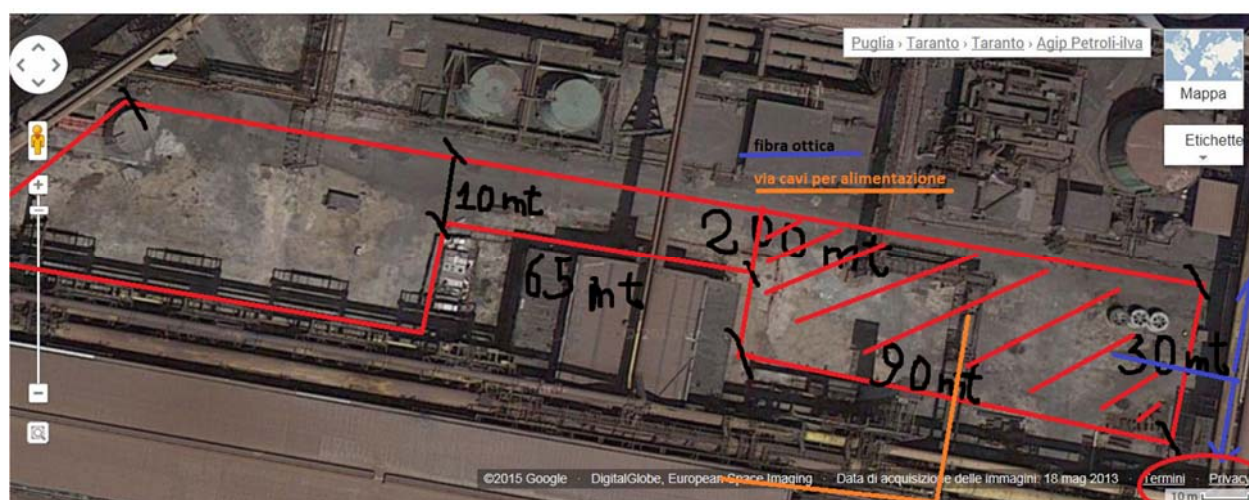 Puglia › Taranto › Taranto › Agip Petroli-ilva
Mappa
Etichette
fibra ottica
via cavi per alimentazione
10 mt
200 mt
65 mt
90 mt
30 mt
©2015 Google · DigitalGlobe, European Space Imaging · Data di acquisizione delle immagini: 18 mag 2013 Termini · Privacy
10 m